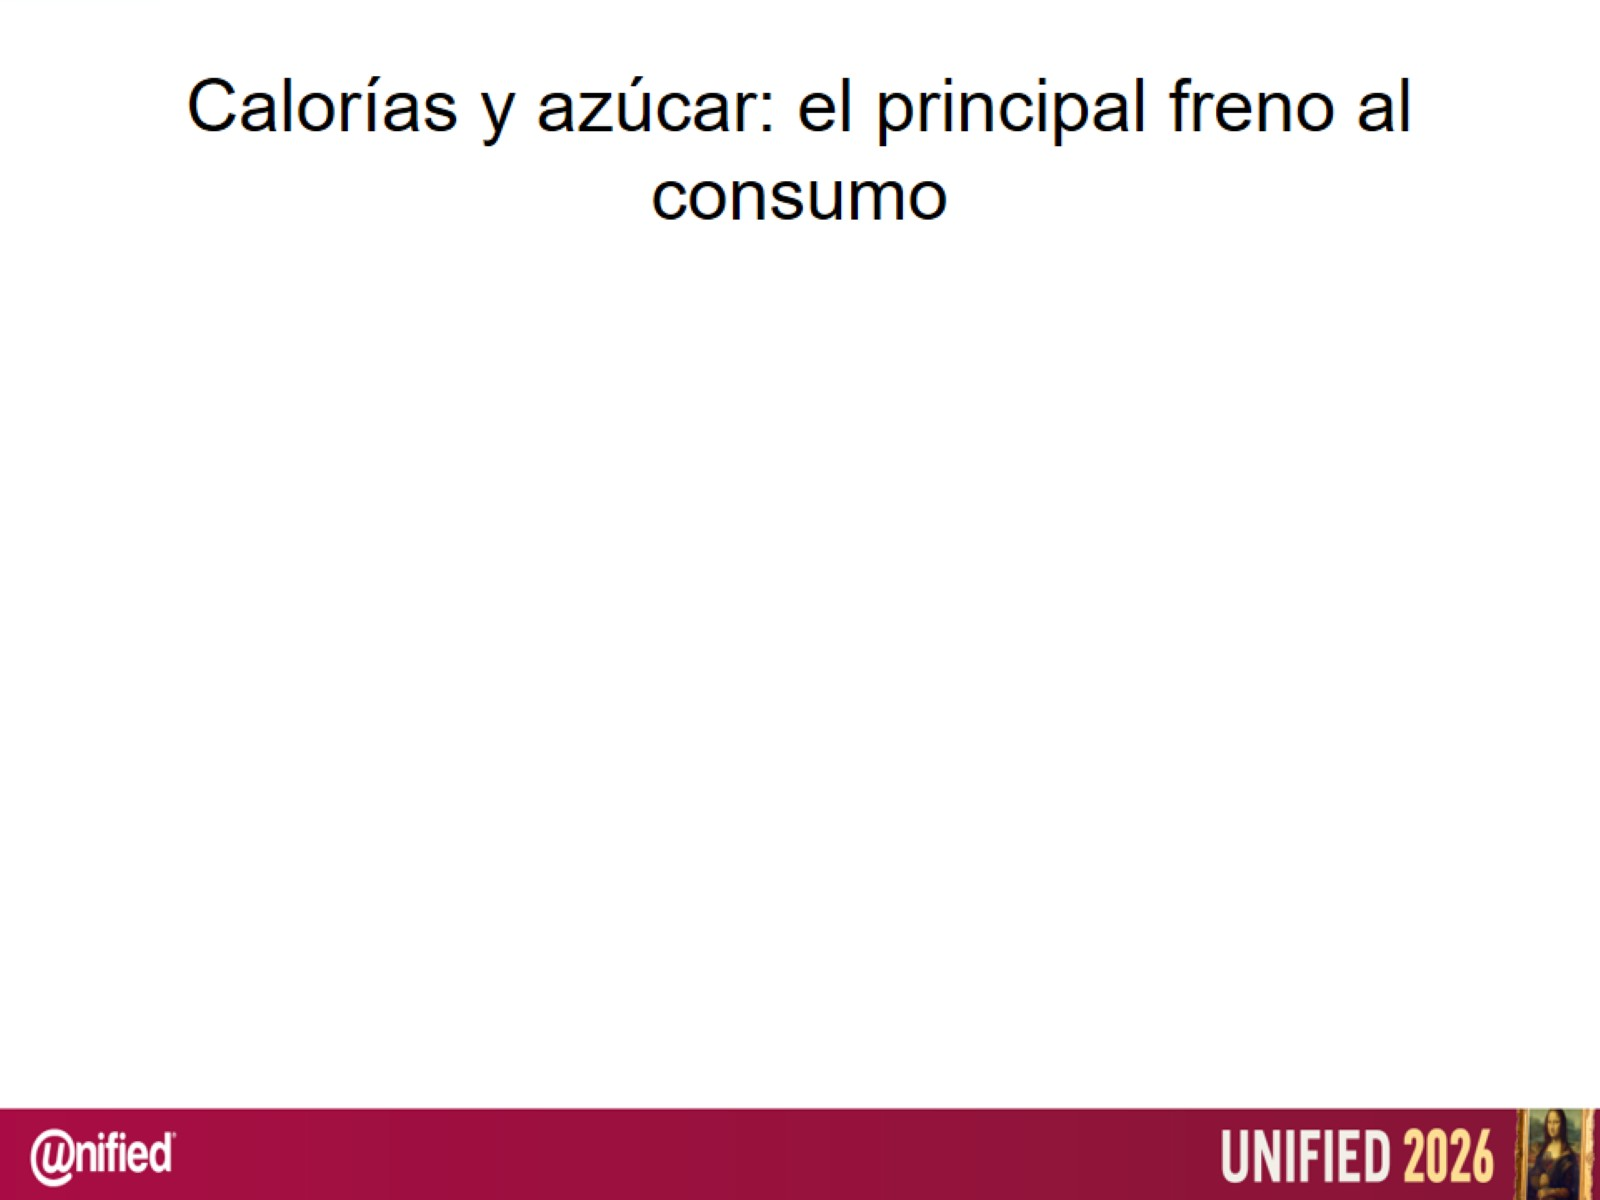 Calorías y azúcar: el principal freno al
consumo
@nified®
UNIFIED 2026